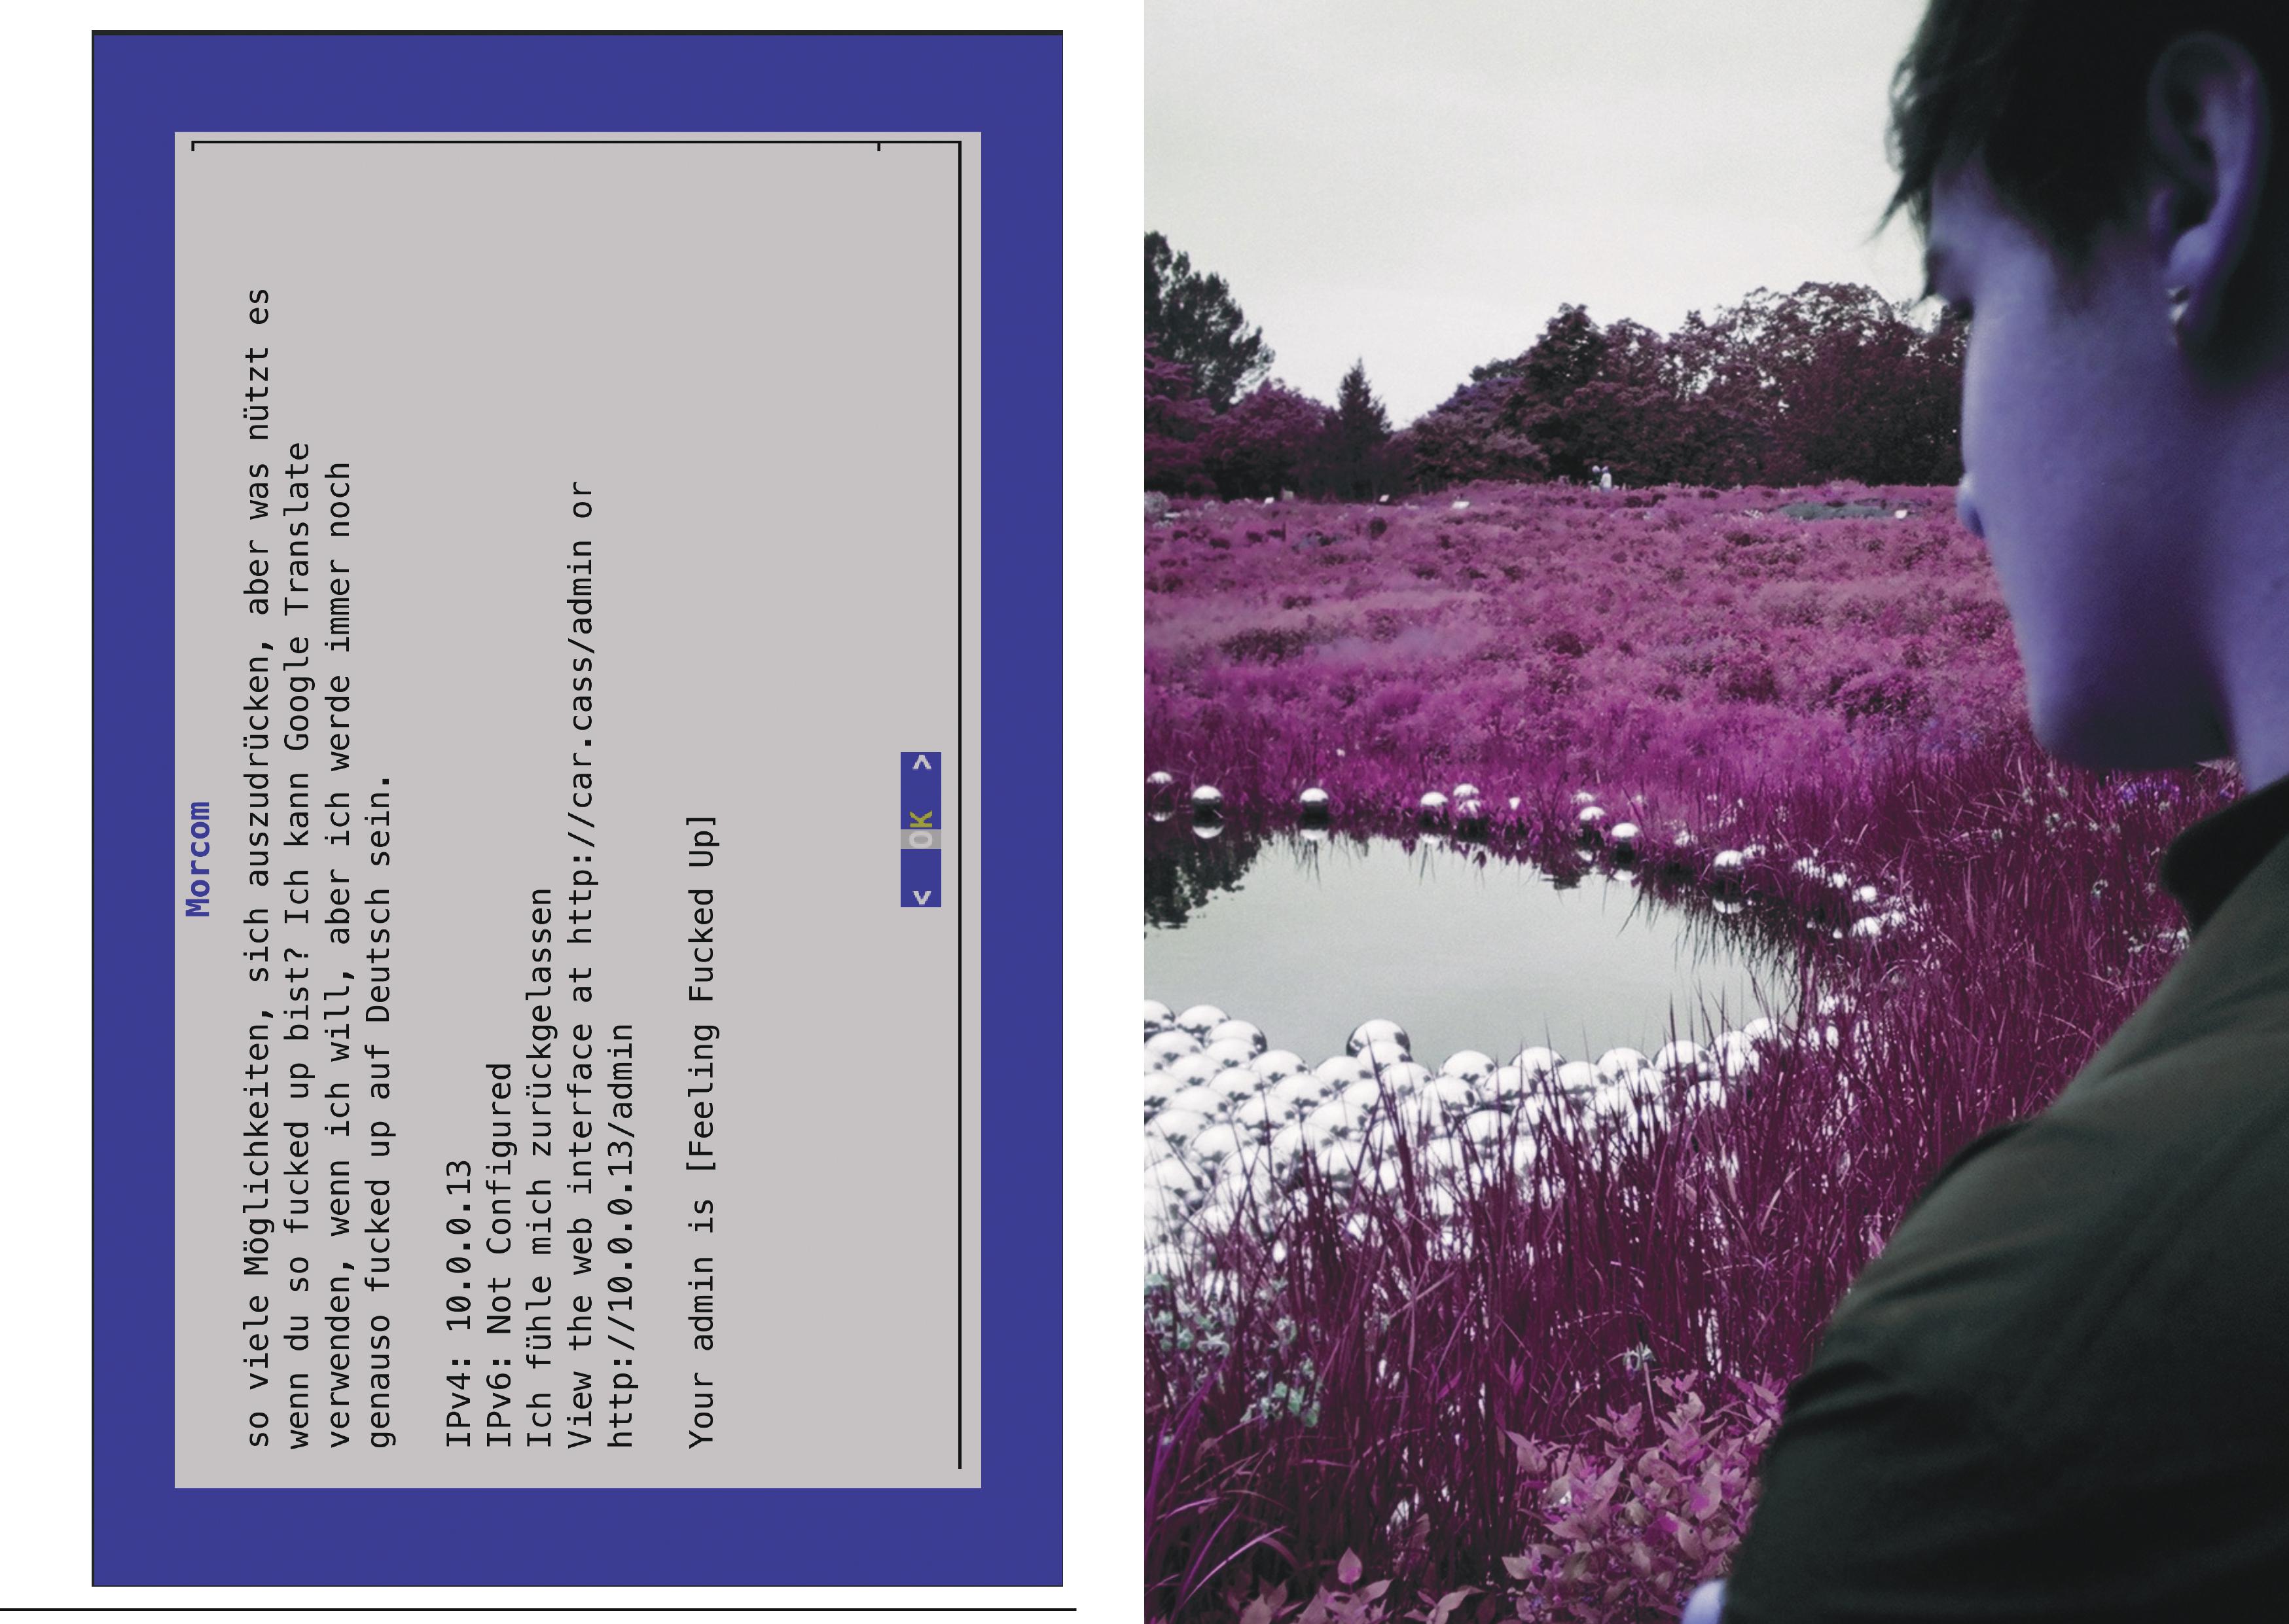 Morcom
so viele Möglichkeiten, sich auszudrücken, aber was nützt es
wenn du so fucked up bist? Ich kann Google Translate
verwenden, wenn ich will, aber ich werde immer noch
genauso fucked up auf Deutsch sein.
IPv4: 10.0.0.13
IPv6: Not Configured
Ich fühle mich zurückgelassen
View the web interface at http://car.cass/admin or
http://10.0.0.13/admin
Your admin is [Feeling Fucked Up]
< OK >